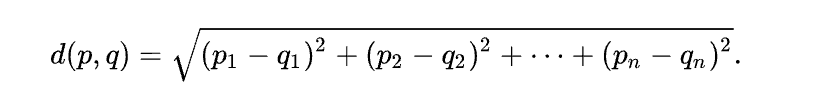 d(p, q) = √(p₁ − q₁)² + (p₂ − q₂)² + ⋯ + (pₙ − qₙ)².